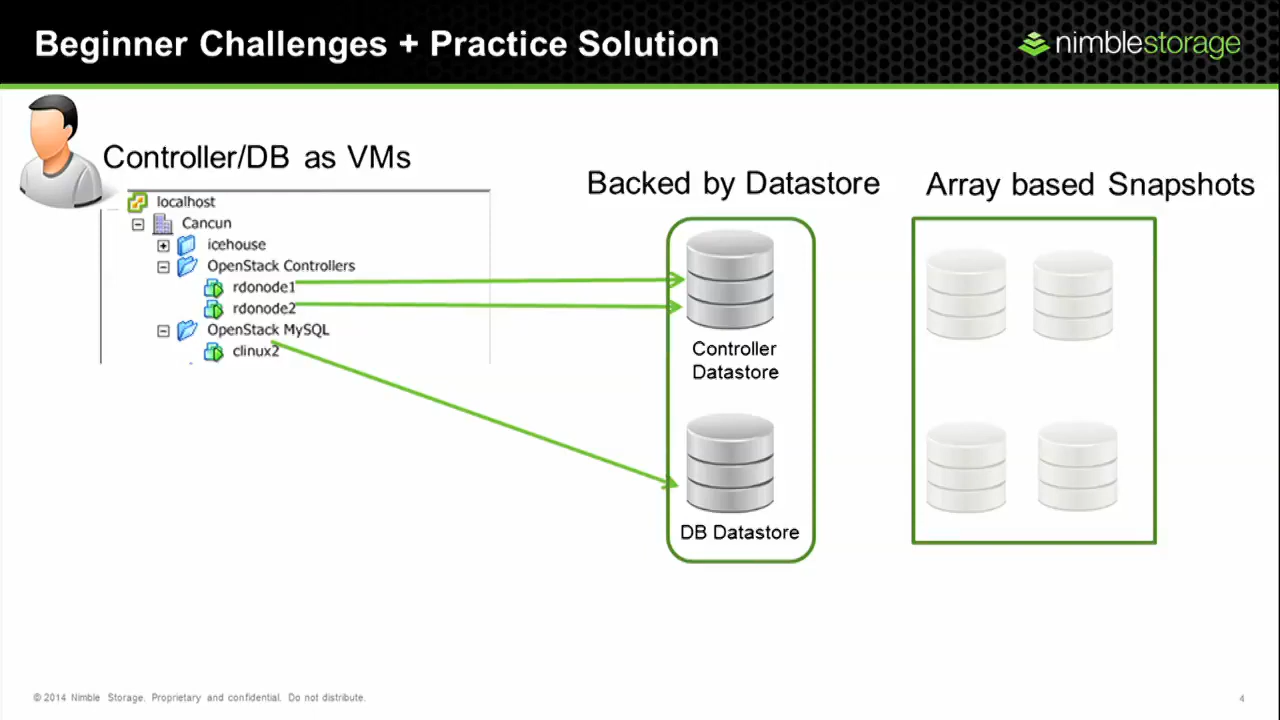 Beginner Challenges + Practice Solution
nimblestorage
Controller/DB as VMs
localhost
Cancun
icehouse
OpenStack Controllers
rdonode1
rdonode2
OpenStack MySQL
clinux2
Backed by Datastore
Controller
Datastore
DB Datastore
Array based Snapshots
© 2014 Nimble Storage. Proprietary and confidential. Do not distribute.
4